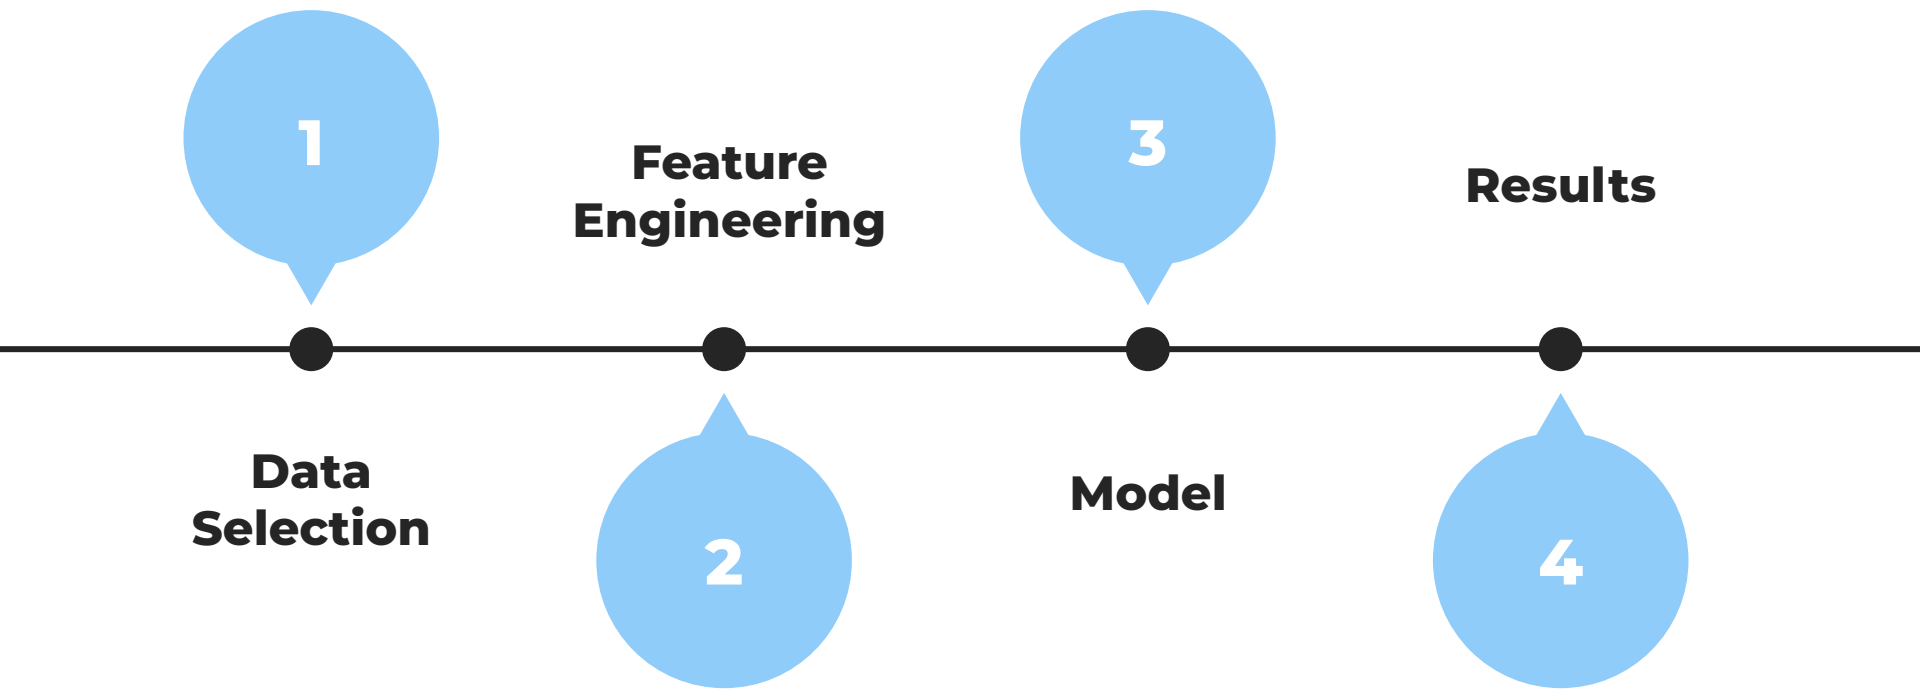 1
Data
Selection
Feature
Engineering
2
3
Model
Results
4